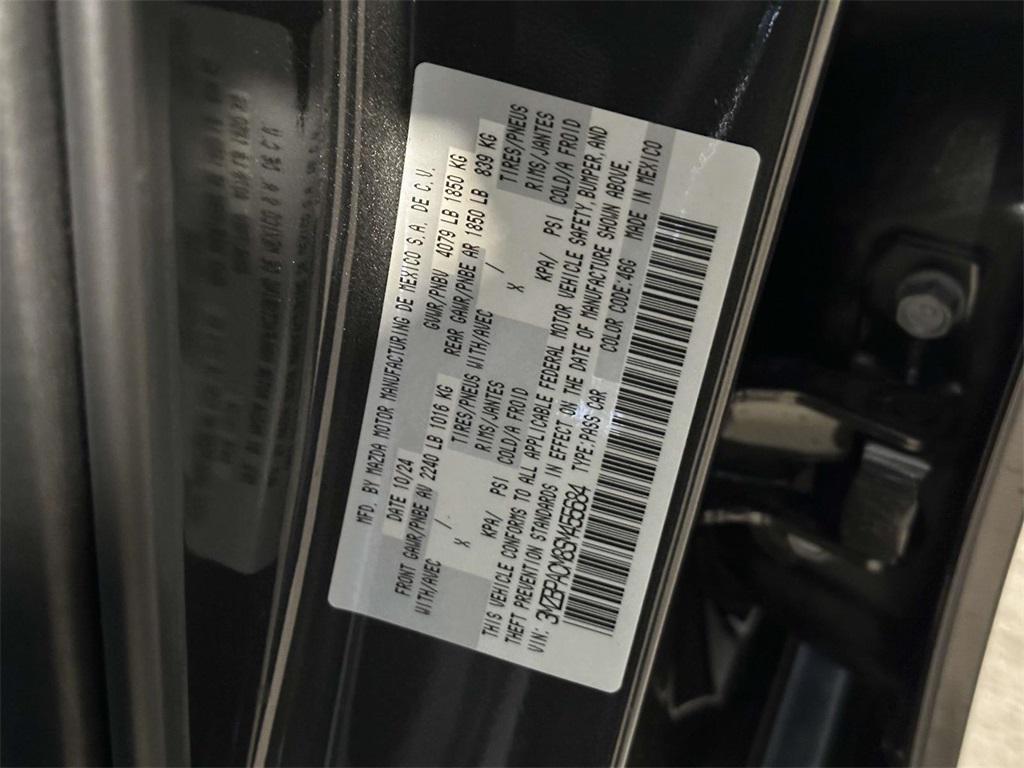 MFD. BY MAZDA MOTOR MANUFACTURING DE MEXICO S.A. DE C.V.
DATE 10/24 GVWR/PNBV 4079 LB 1850 KG
FRONT GAWR/PNBE AV 2240 LB 1016 KG REAR GAWR/PNBE AR 1850 LB 839 KG
WITH/AVEC / TIRES/PNEUS WITH/AVEC / TIRES/PNEUS
X RIMS/JANTES X RIMS/JANTES
KPA/ PSI COLD/A FROID KPA/ PSI COLD/A FROID
THIS VEHICLE CONFORMS TO ALL APPLICABLE FEDERAL MOTOR VEHICLE SAFETY, BUMPER, AND
THEFT PREVENTION STANDARDS IN EFFECT ON THE DATE OF MANUFACTURE SHOWN ABOVE.
VIN: TYPE:PASS CAR COLOR CODE:46G MADE IN MEXICO